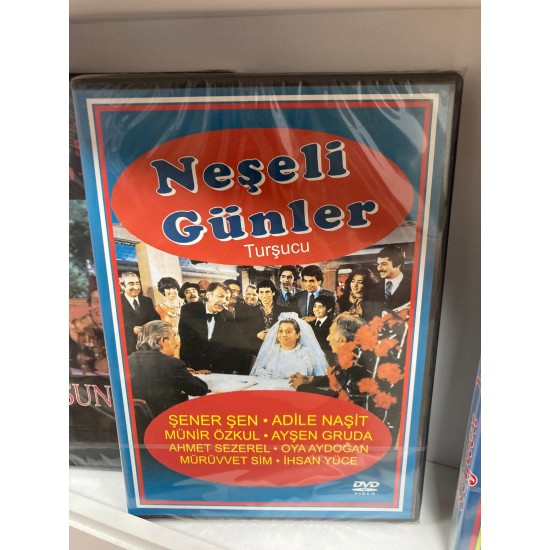 Neşeli
Günler
Turşucu
ŞENER ŞEN • ADİLE NAŞİT
MÜNİR ÖZKUL • AYŞEN GRUDA
AHMET SEZEREL • OYA AYDOĞAN
MÜRÜVVET SİM • İHSAN YÜCE
DVD
VIDEO
SUN